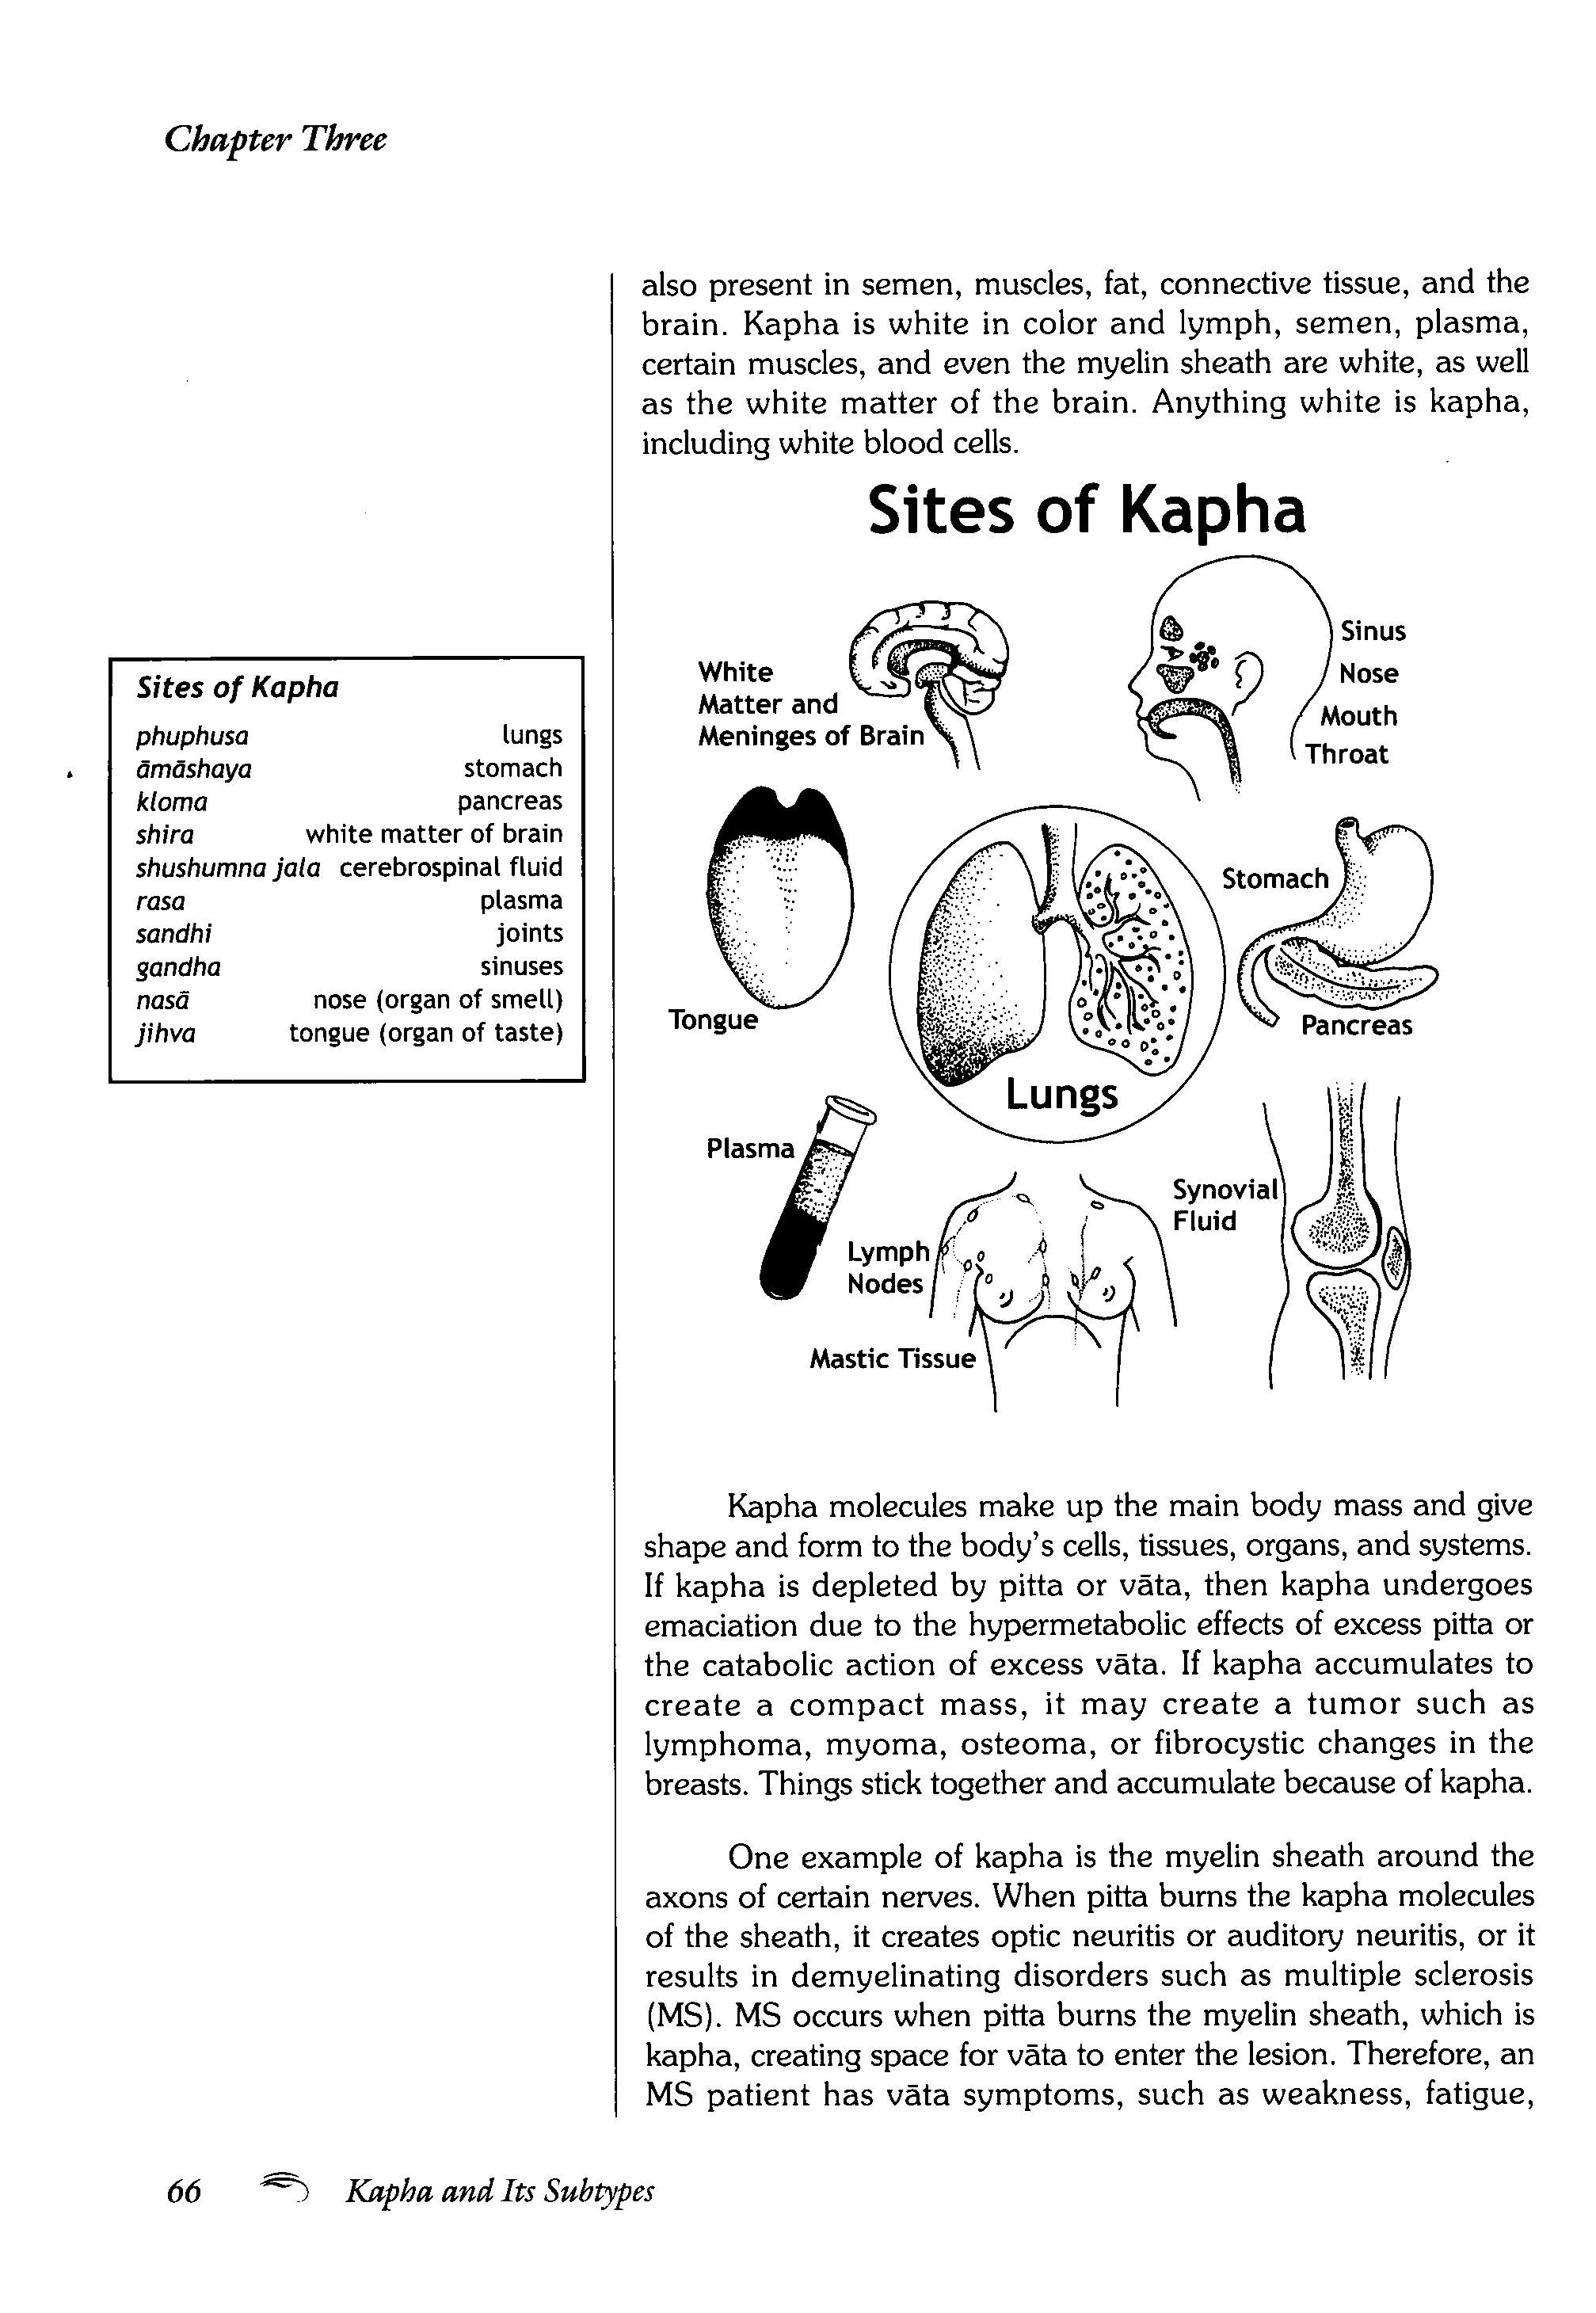 Chapter Three
also present in semen, muscles, fat, connective tissue, and the
brain. Kapha is white in color and lymph, semen, plasma,
certain muscles, and even the myelin sheath are white, as well
as the white matter of the brain. Anything white is kapha,
including white blood cells.
Sites of Kapha
phuphusa lungs
āmāshaya stomach
kloma pancreas
shira white matter of brain
shushumna jala cerebrospinal fluid
rasa plasma
sandhi joints
gandha sinuses
nasā nose (organ of smell)
jihva tongue (organ of taste)
Sites of Kapha
White
Matter and
Meninges of Brain
Sinus
Nose
Mouth
Throat
Tongue
Lungs
Stomach
Pancreas
Plasma
Lymph
Nodes
Mastic Tissue
Synovial
Fluid
Kapha molecules make up the main body mass and give
shape and form to the body's cells, tissues, organs, and systems.
If kapha is depleted by pitta or vāta, then kapha undergoes
emaciation due to the hypermetabolic effects of excess pitta or
the catabolic action of excess vāta. If kapha accumulates to
create a compact mass, it may create a tumor such as
lymphoma, myoma, osteoma, or fibrocystic changes in the
breasts. Things stick together and accumulate because of kapha.
One example of kapha is the myelin sheath around the
axons of certain nerves. When pitta burns the kapha molecules
of the sheath, it creates optic neuritis or auditory neuritis, or it
results in demyelinating disorders such as multiple sclerosis
(MS). MS occurs when pitta burns the myelin sheath, which is
kapha, creating space for vāta to enter the lesion. Therefore, an
MS patient has vāta symptoms, such as weakness, fatigue,
66 Kapha and Its Subtypes